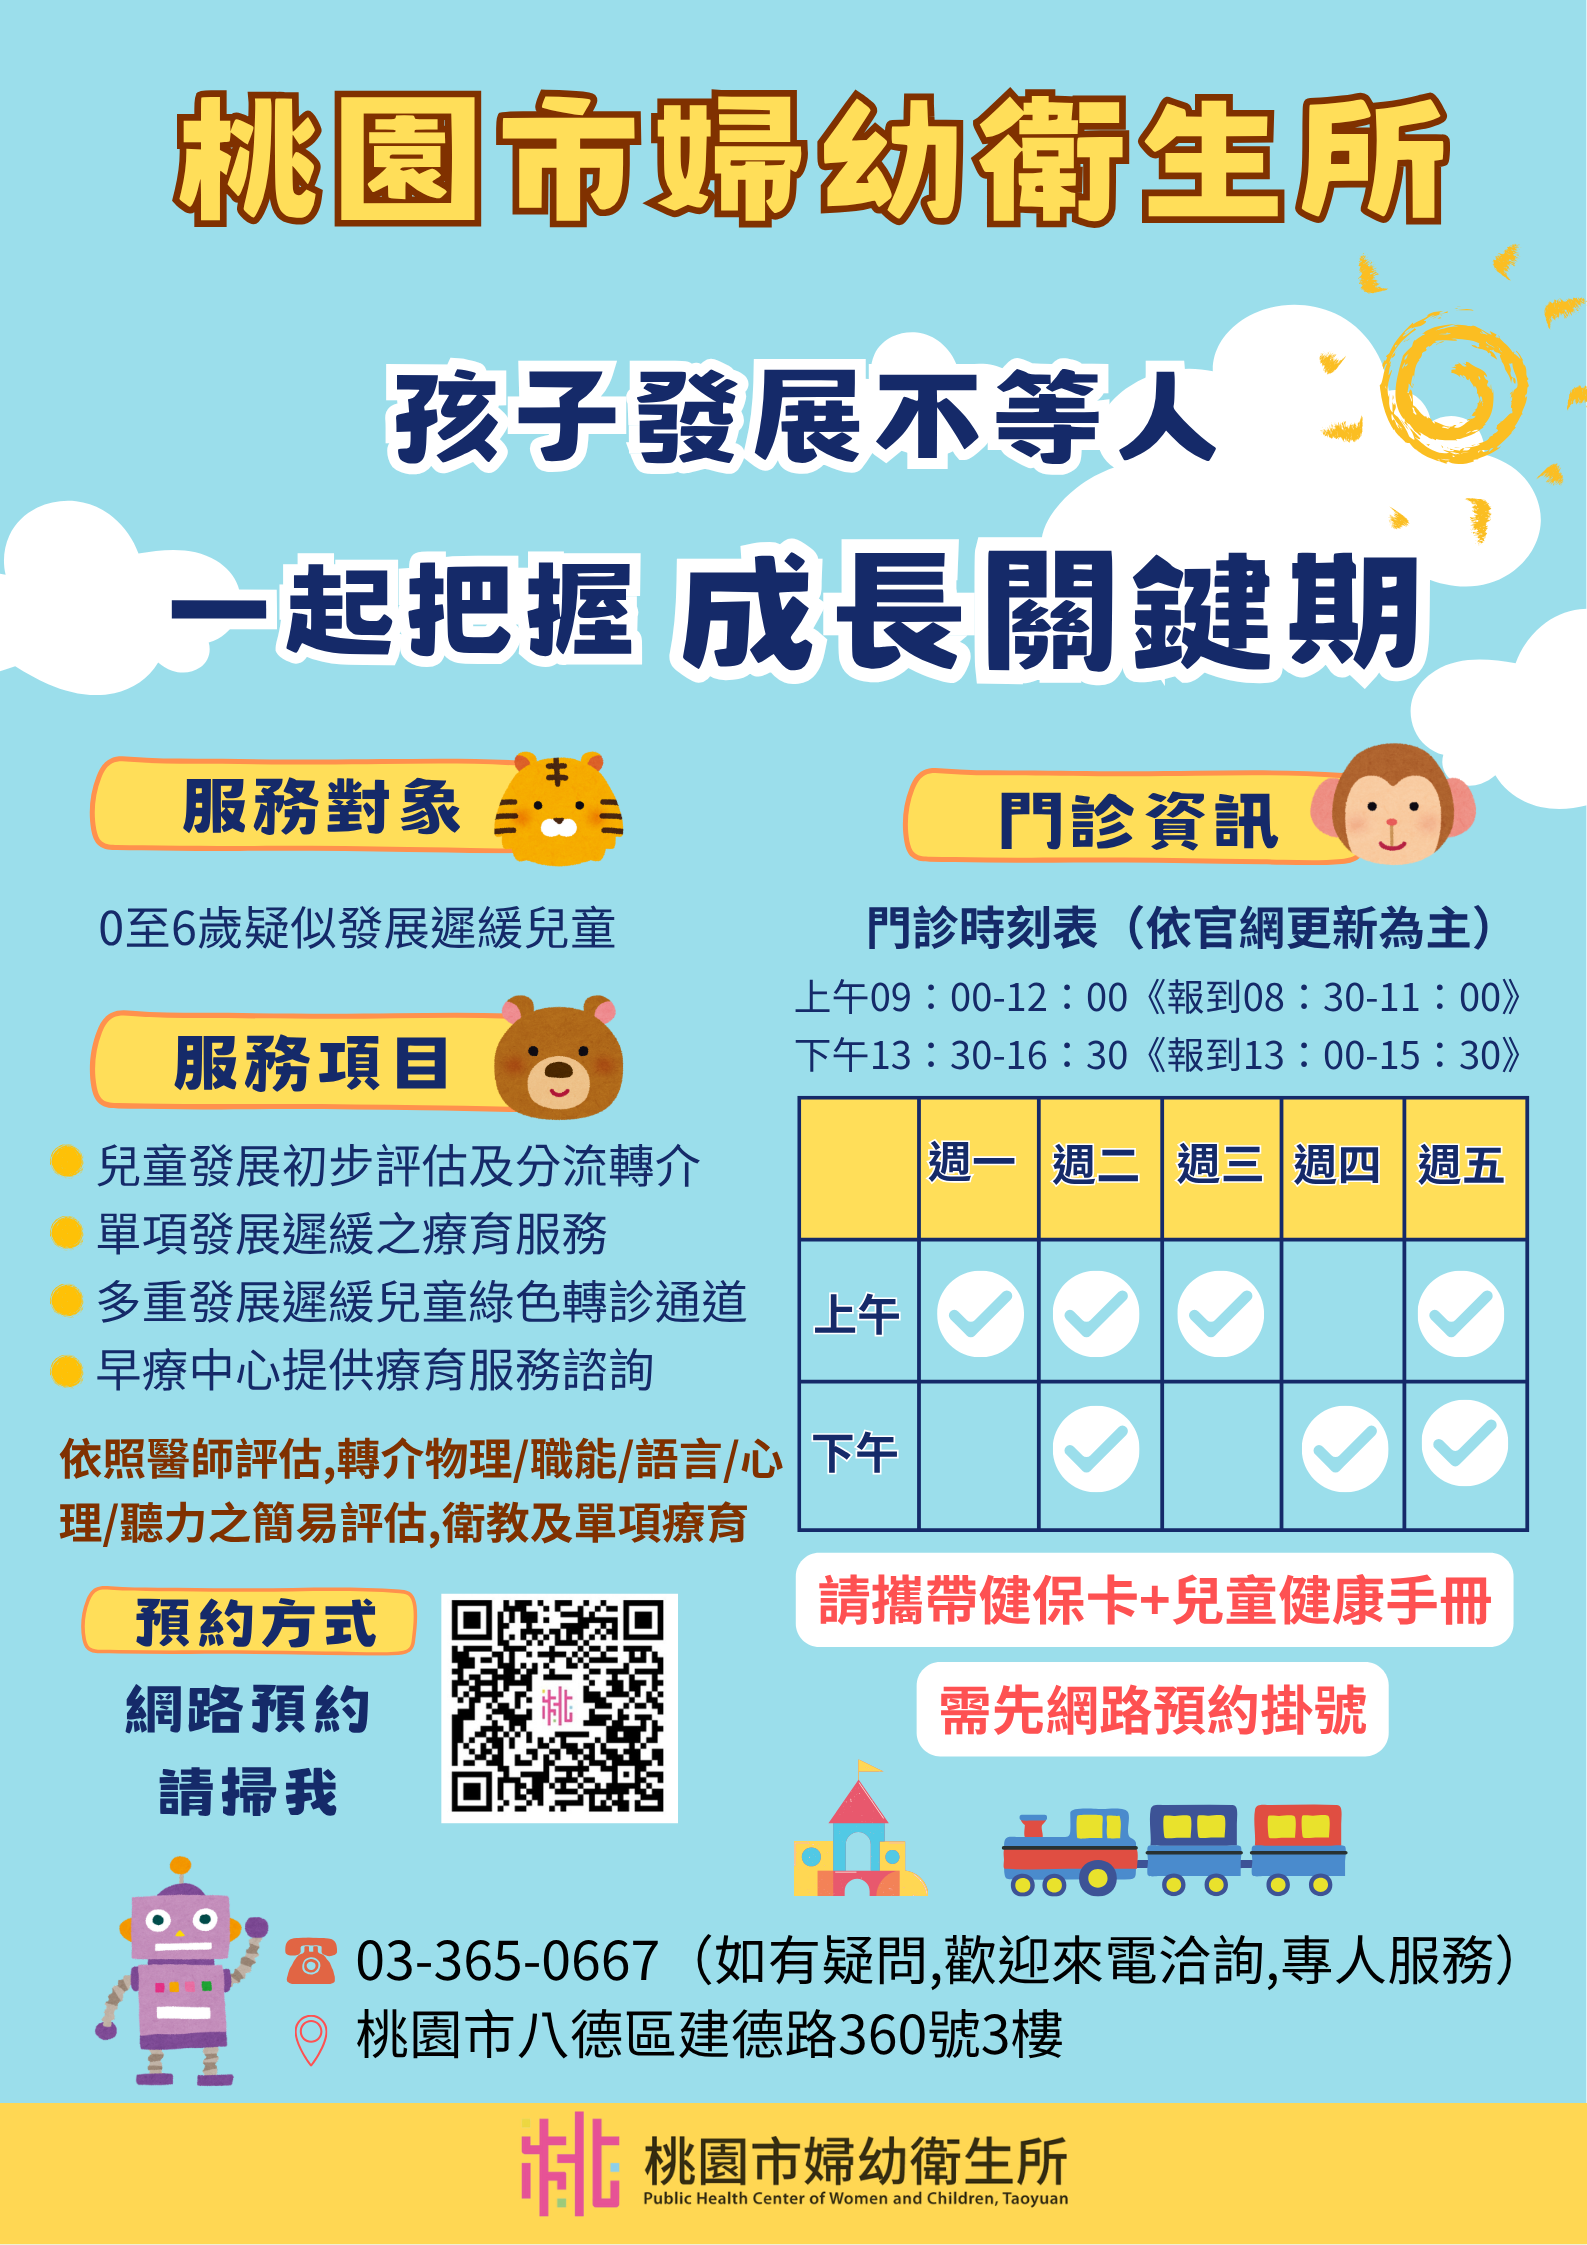 桃園市婦幼衛生所
孩子發展不等人
一起把握 成長關鍵期
服務對象
0至6歲疑似發展遲緩兒童
服務項目
兒童發展初步評估及分流轉介
單項發展遲緩之療育服務
多重發展遲緩兒童綠色轉診通道
早療中心提供療育服務諮詢
依照醫師評估,轉介物理/職能/語言/心
理/聽力之簡易評估,衛教及單項療育
預約方式
網路預約
請掃我
門診資訊
門診時刻表（依官網更新為主）
上午09：00-12：00《報到08：30-11：00》
下午13：30-16：30《報到13：00-15：30》
週一 週二 週三 週四 週五
上午
下午
請攜帶健保卡+兒童健康手冊
需先網路預約掛號
03-365-0667（如有疑問,歡迎來電洽詢,專人服務）
桃園市八德區建德路360號3樓
桃園市婦幼衛生所
Public Health Center of Women and Children, Taoyuan